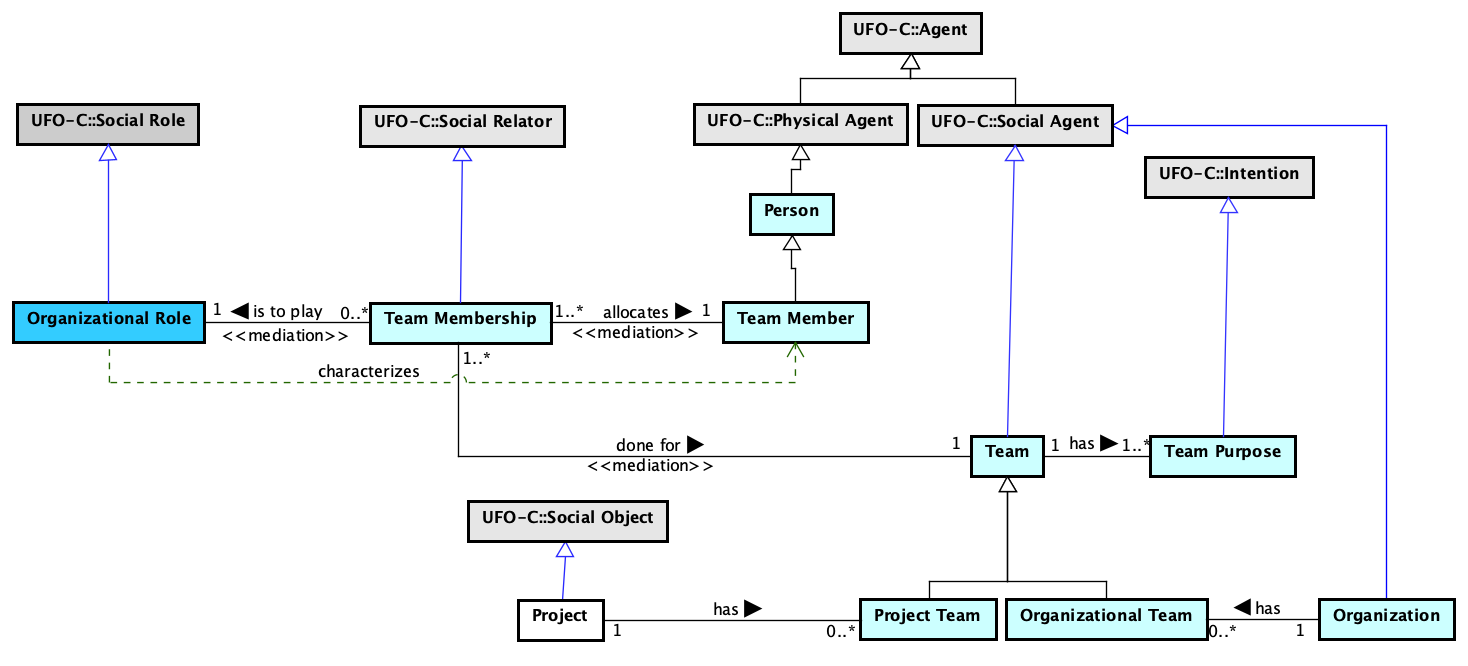 UFO-C::Agent
UFO-C::Social Role
UFO-C::Social Relator
UFO-C::Physical Agent
UFO-C::Social Agent
UFO-C::Intention
Person
Organizational Role
1
◀ is to play
0..*
<<mediation>>
Team Membership
1..*
allocates ▶
1
<<mediation>>
Team Member
1..*
characterizes
done for ▶
<<mediation>>
1
Team
1
has ▶
1..*
Team Purpose
UFO-C::Social Object
Project
1
has ▶
0..*
Project Team
Organizational Team
0..*
◀ has
1
Organization